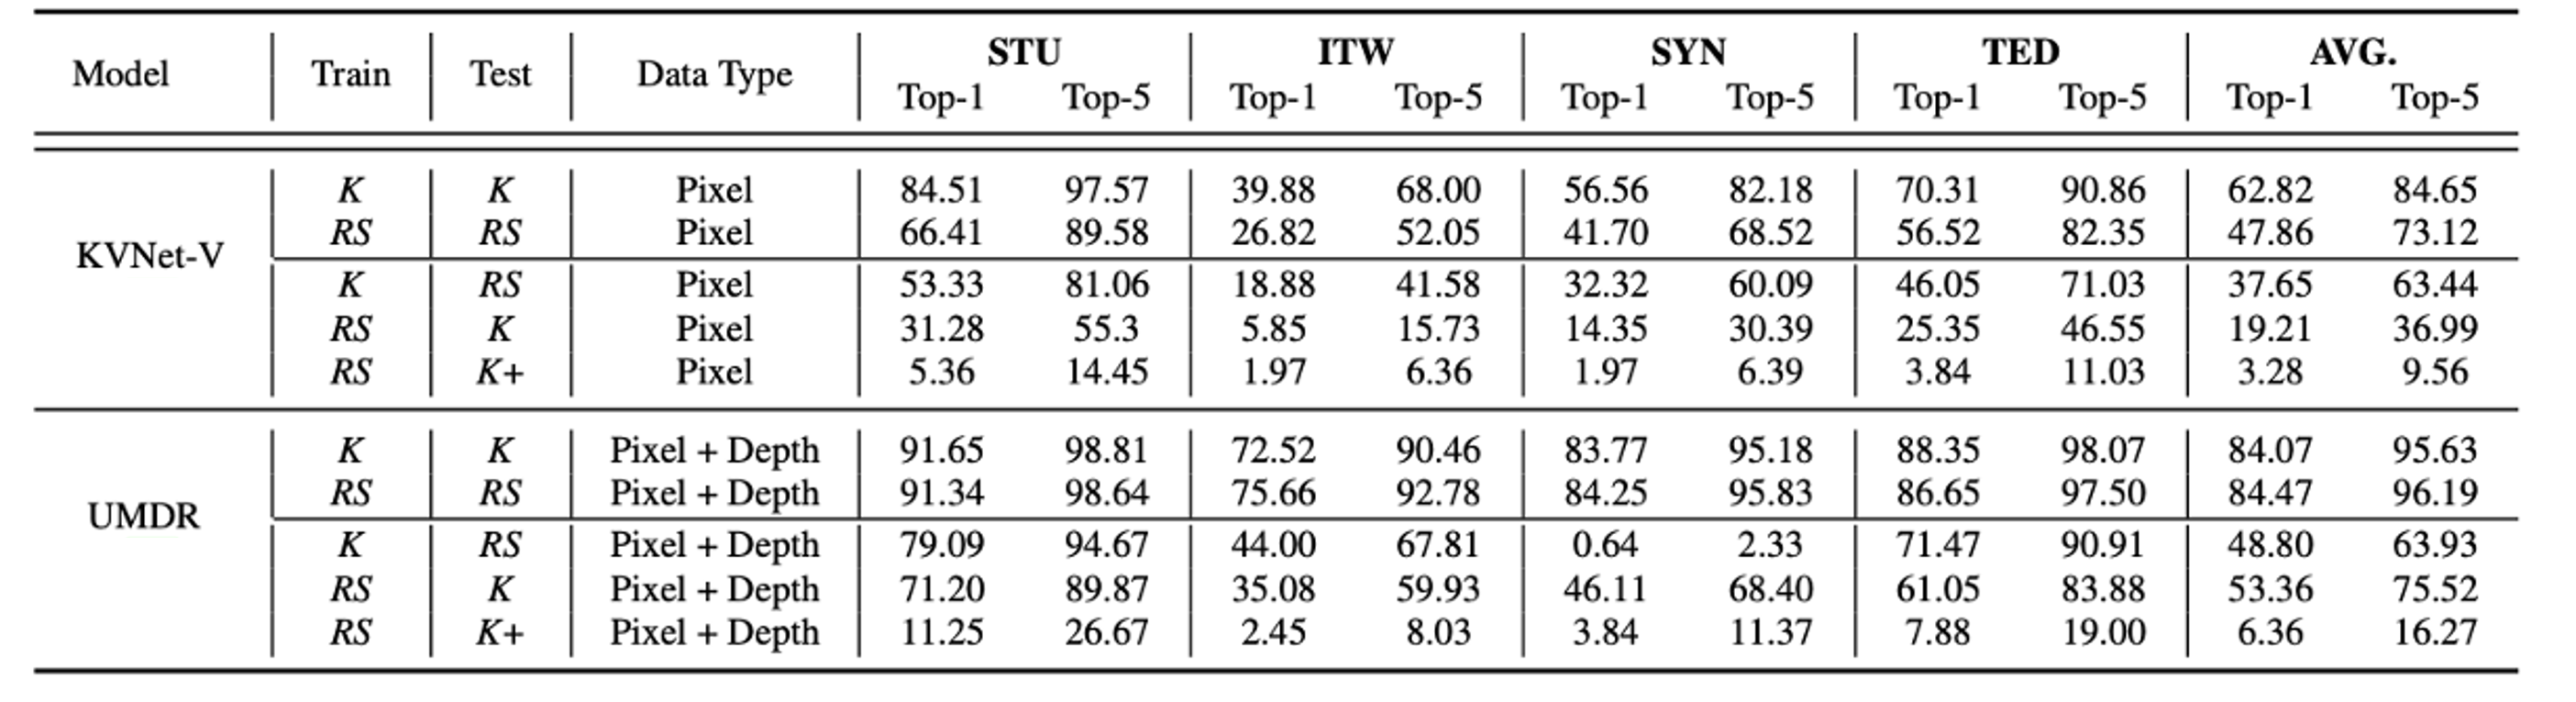 Model Train Test Data Type STU ITW SYN TED AVG.
Top-1 Top-5 Top-1 Top-5 Top-1 Top-5 Top-1 Top-5 Top-1 Top-5
KVNet-V
K K Pixel 84.51 97.57 39.88 68.00 56.56 82.18 70.31 90.86 62.82 84.65
RS RS Pixel 66.41 89.58 26.82 52.05 41.70 68.52 56.52 82.35 47.86 73.12
K RS Pixel 53.33 81.06 18.88 41.58 32.32 60.09 46.05 71.03 37.65 63.44
RS K Pixel 31.28 55.3 5.85 15.73 14.35 30.39 25.35 46.55 19.21 36.99
RS K+ Pixel 5.36 14.45 1.97 6.36 1.97 6.39 3.84 11.03 3.28 9.56
UMDR
K K Pixel + Depth 91.65 98.81 72.52 90.46 83.77 95.18 88.35 98.07 84.07 95.63
RS RS Pixel + Depth 91.34 98.64 75.66 92.78 84.25 95.83 86.65 97.50 84.47 96.19
K RS Pixel + Depth 79.09 94.67 44.00 67.81 0.64 2.33 71.47 90.91 48.80 63.93
RS K Pixel + Depth 71.20 89.87 35.08 59.93 46.11 68.40 61.05 83.88 53.36 75.52
RS K+ Pixel + Depth 11.25 26.67 2.45 8.03 3.84 11.37 7.88 19.00 6.36 16.27